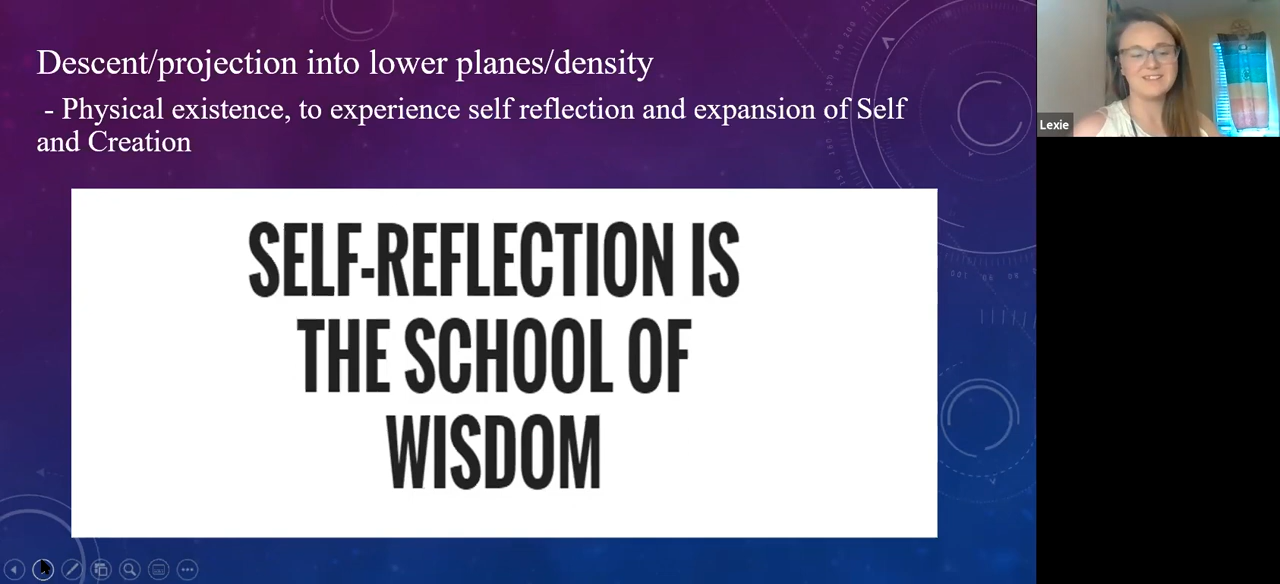 Descent/projection into lower planes/density
- Physical existence, to experience self reflection and expansion of Self
and Creation
SELF-REFLECTION IS
THE SCHOOL OF
WISDOM
Lexie